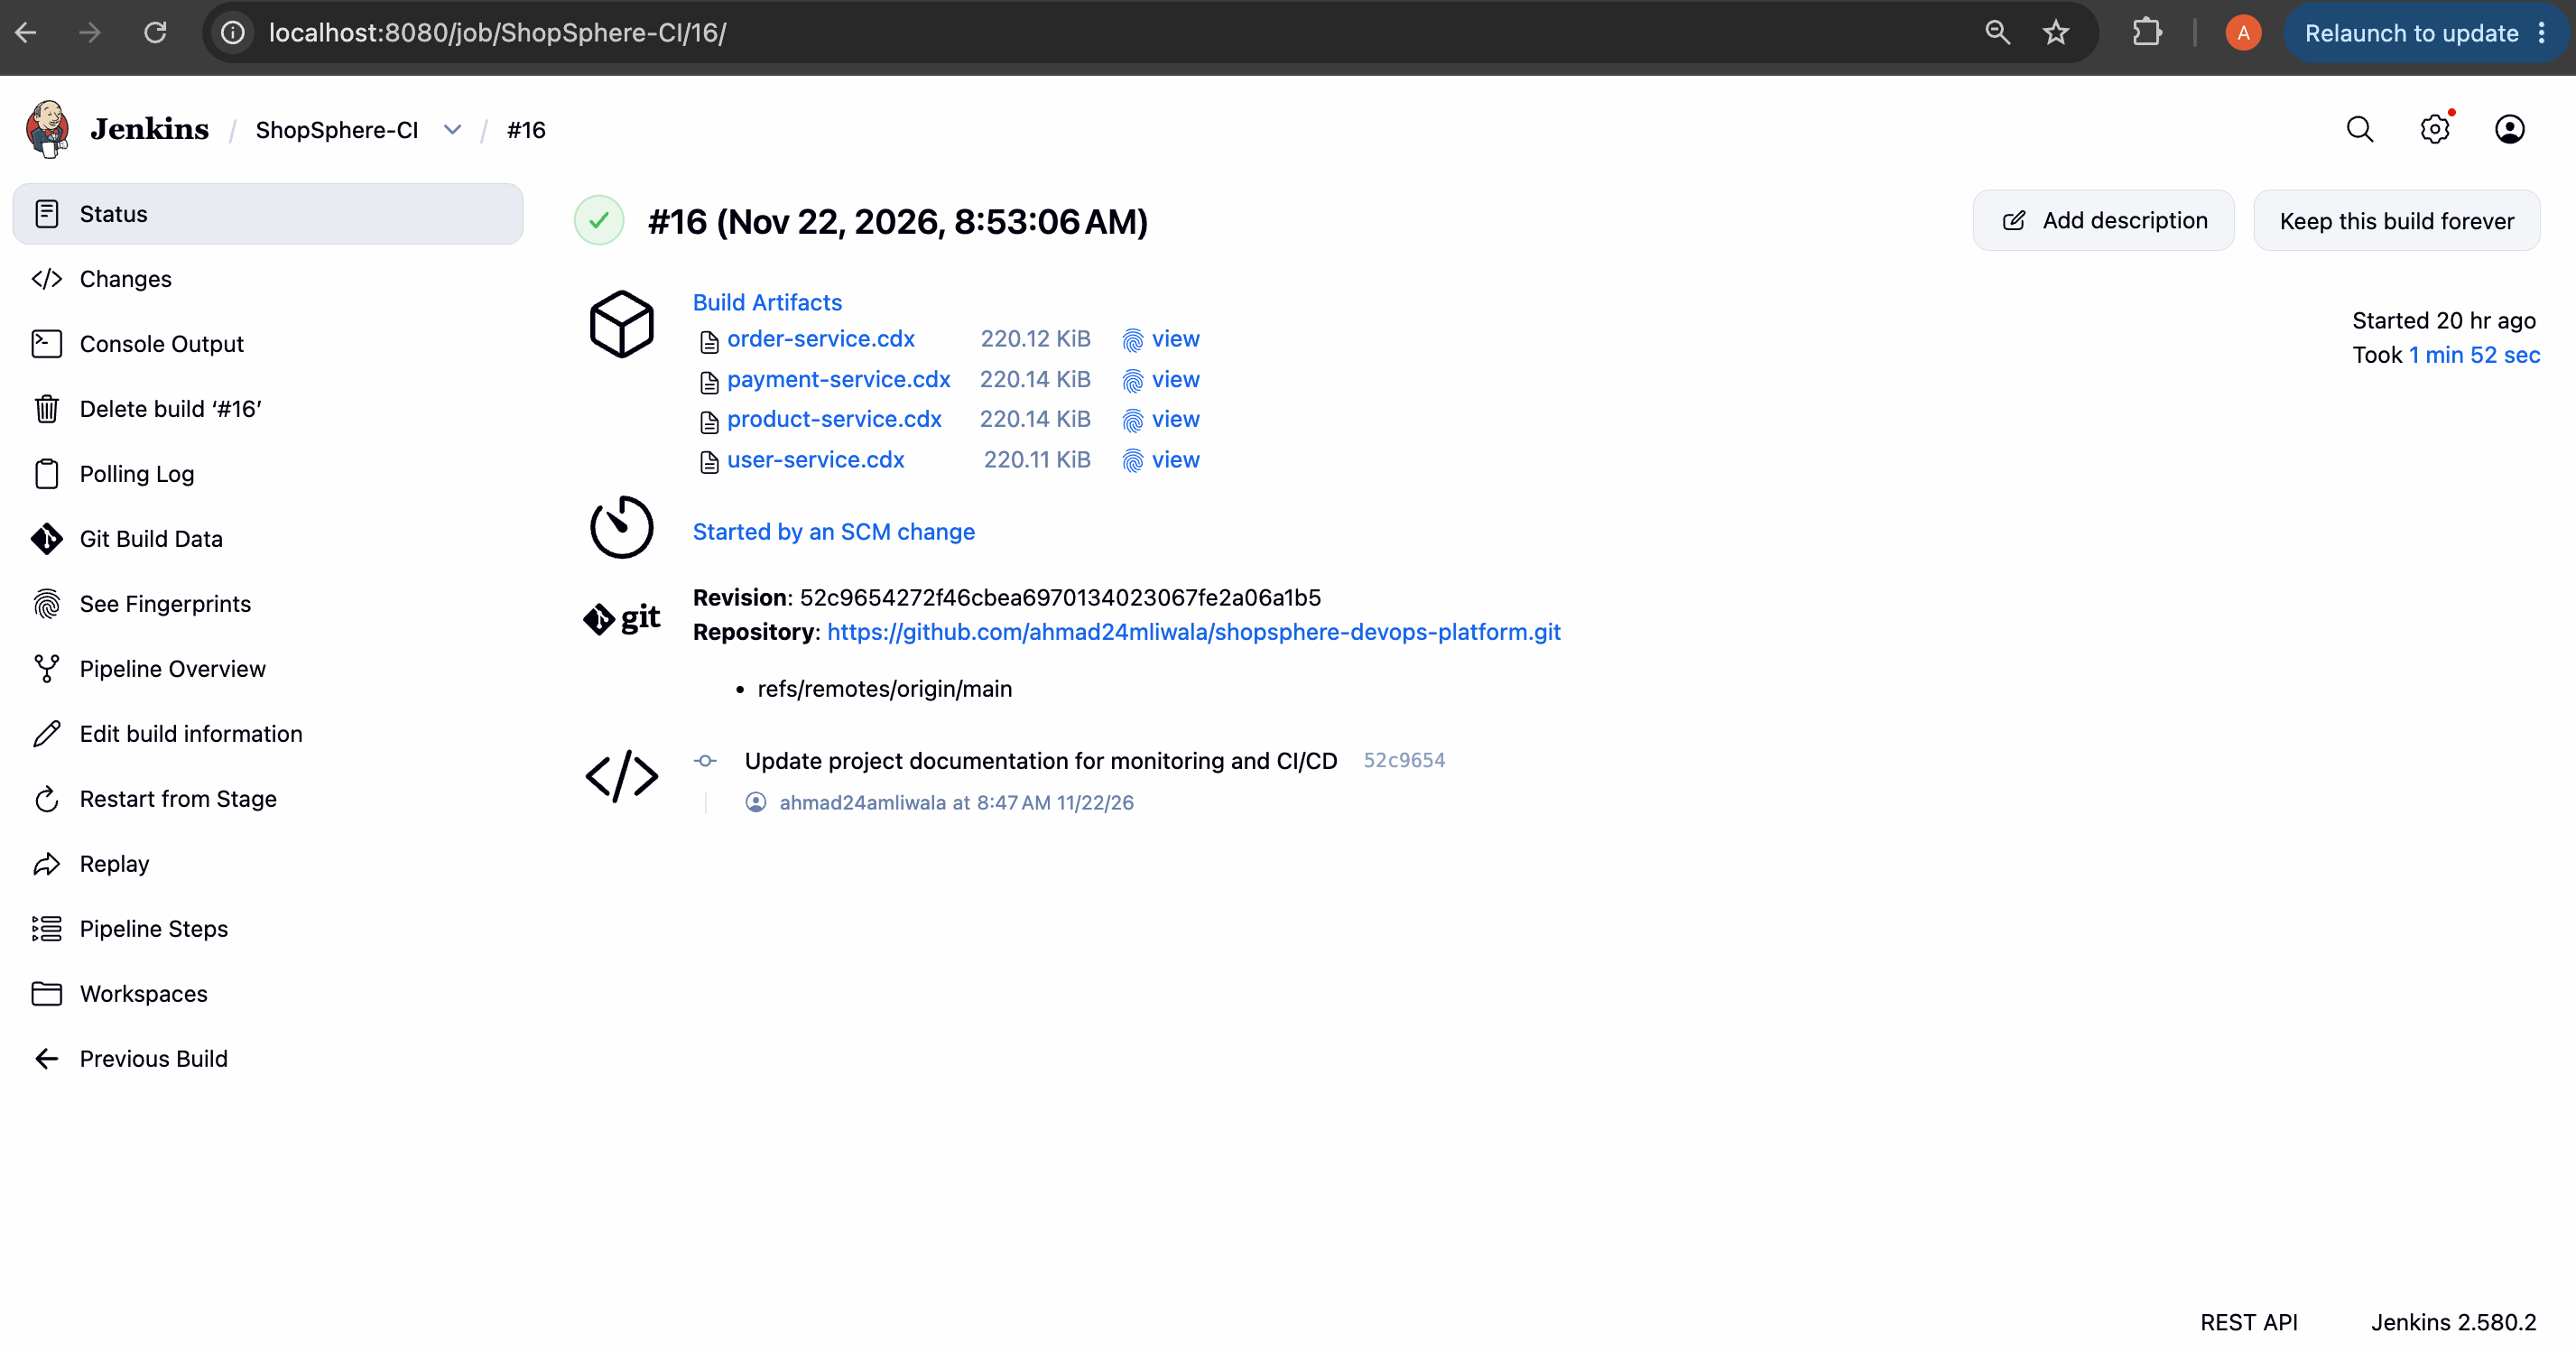 localhost:8080/job/ShopSphere-CI/16/
A
Relaunch to update
Jenkins / ShopSphere-CI / #16
Status
Changes
Console Output
Delete build ‘#16’
Polling Log
Git Build Data
See Fingerprints
Pipeline Overview
Edit build information
Restart from Stage
Replay
Pipeline Steps
Workspaces
Previous Build
#16 (Nov 22, 2026, 8:53:06 AM)
Add description
Keep this build forever
Started 20 hr ago
Took 1 min 52 sec
Build Artifacts
order-service.cdx 220.12 KiB view
payment-service.cdx 220.14 KiB view
product-service.cdx 220.14 KiB view
user-service.cdx 220.11 KiB view
Started by an SCM change
git
Revision: 52c9654272f46cbea6970134023067fe2a06a1b5
Repository: https://github.com/ahmad24mliwala/shopsphere-devops-platform.git
• refs/remotes/origin/main
Update project documentation for monitoring and CI/CD 52c9654
ahmad24amliwala at 8:47 AM 11/22/26
REST API
Jenkins 2.580.2